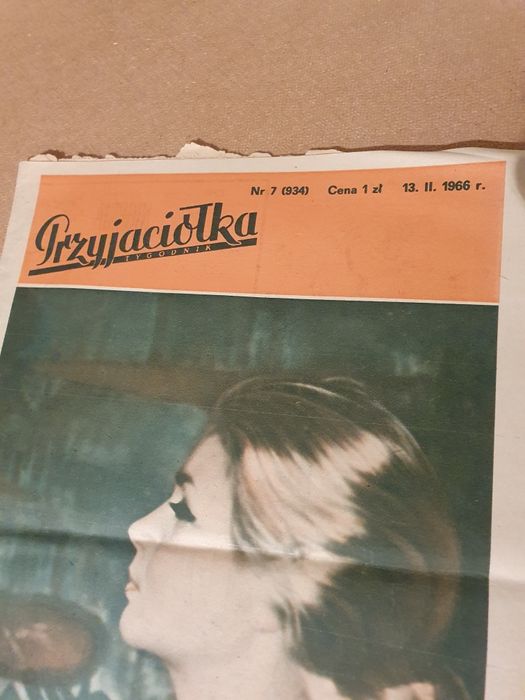 Nr 7 (934) Cena 1 zł 13. II. 1966 r.
Przyjaciółka
TYGODNIK